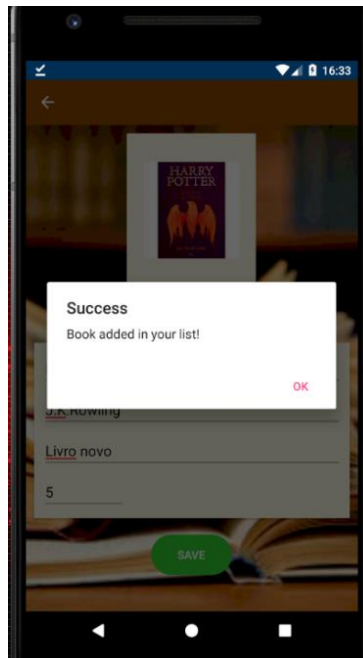 16:33
HARRY
POTTER
Success
Book added in your list!
OK
J.K.Rowling
Livro novo
5
SAVE